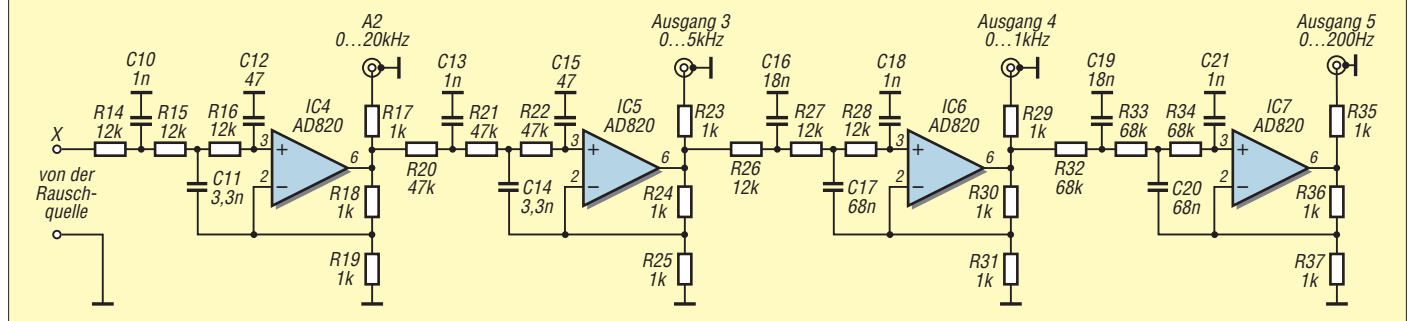 A2
0...20kHz
Ausgang 3
0...5kHz
Ausgang 4
0...1kHz
Ausgang 5
0...200Hz
C10
1n
C12
47
C13
1n
C15
47
C16
18n
C18
1n
C19
18n
C21
1n
R14
12k
R15
12k
R16
12k
IC4
AD820
R17
1k
R20
47k
R21
47k
R22
47k
IC5
AD820
R23
1k
R26
12k
R27
12k
R28
12k
IC6
AD820
R29
1k
R32
68k
R33
68k
R34
68k
IC7
AD820
R35
1k
X
3
+
2
–
6
3
+
2
–
6
3
+
2
–
6
3
+
2
–
6
von der
Rausch-
quelle
C11
3,3n
R18
1k
C14
3,3n
R24
1k
C17
68n
R30
1k
C20
68n
R36
1k
R19
1k
R25
1k
R31
1k
R37
1k